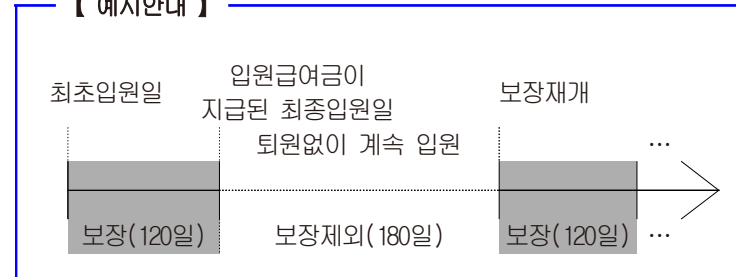 【 예시안내 】
최초입원일
입원급여금이
지급된 최종입원일
퇴원없이 계속 입원
보장재개
…
보장(120일)
보장제외(180일)
보장(120일)
…